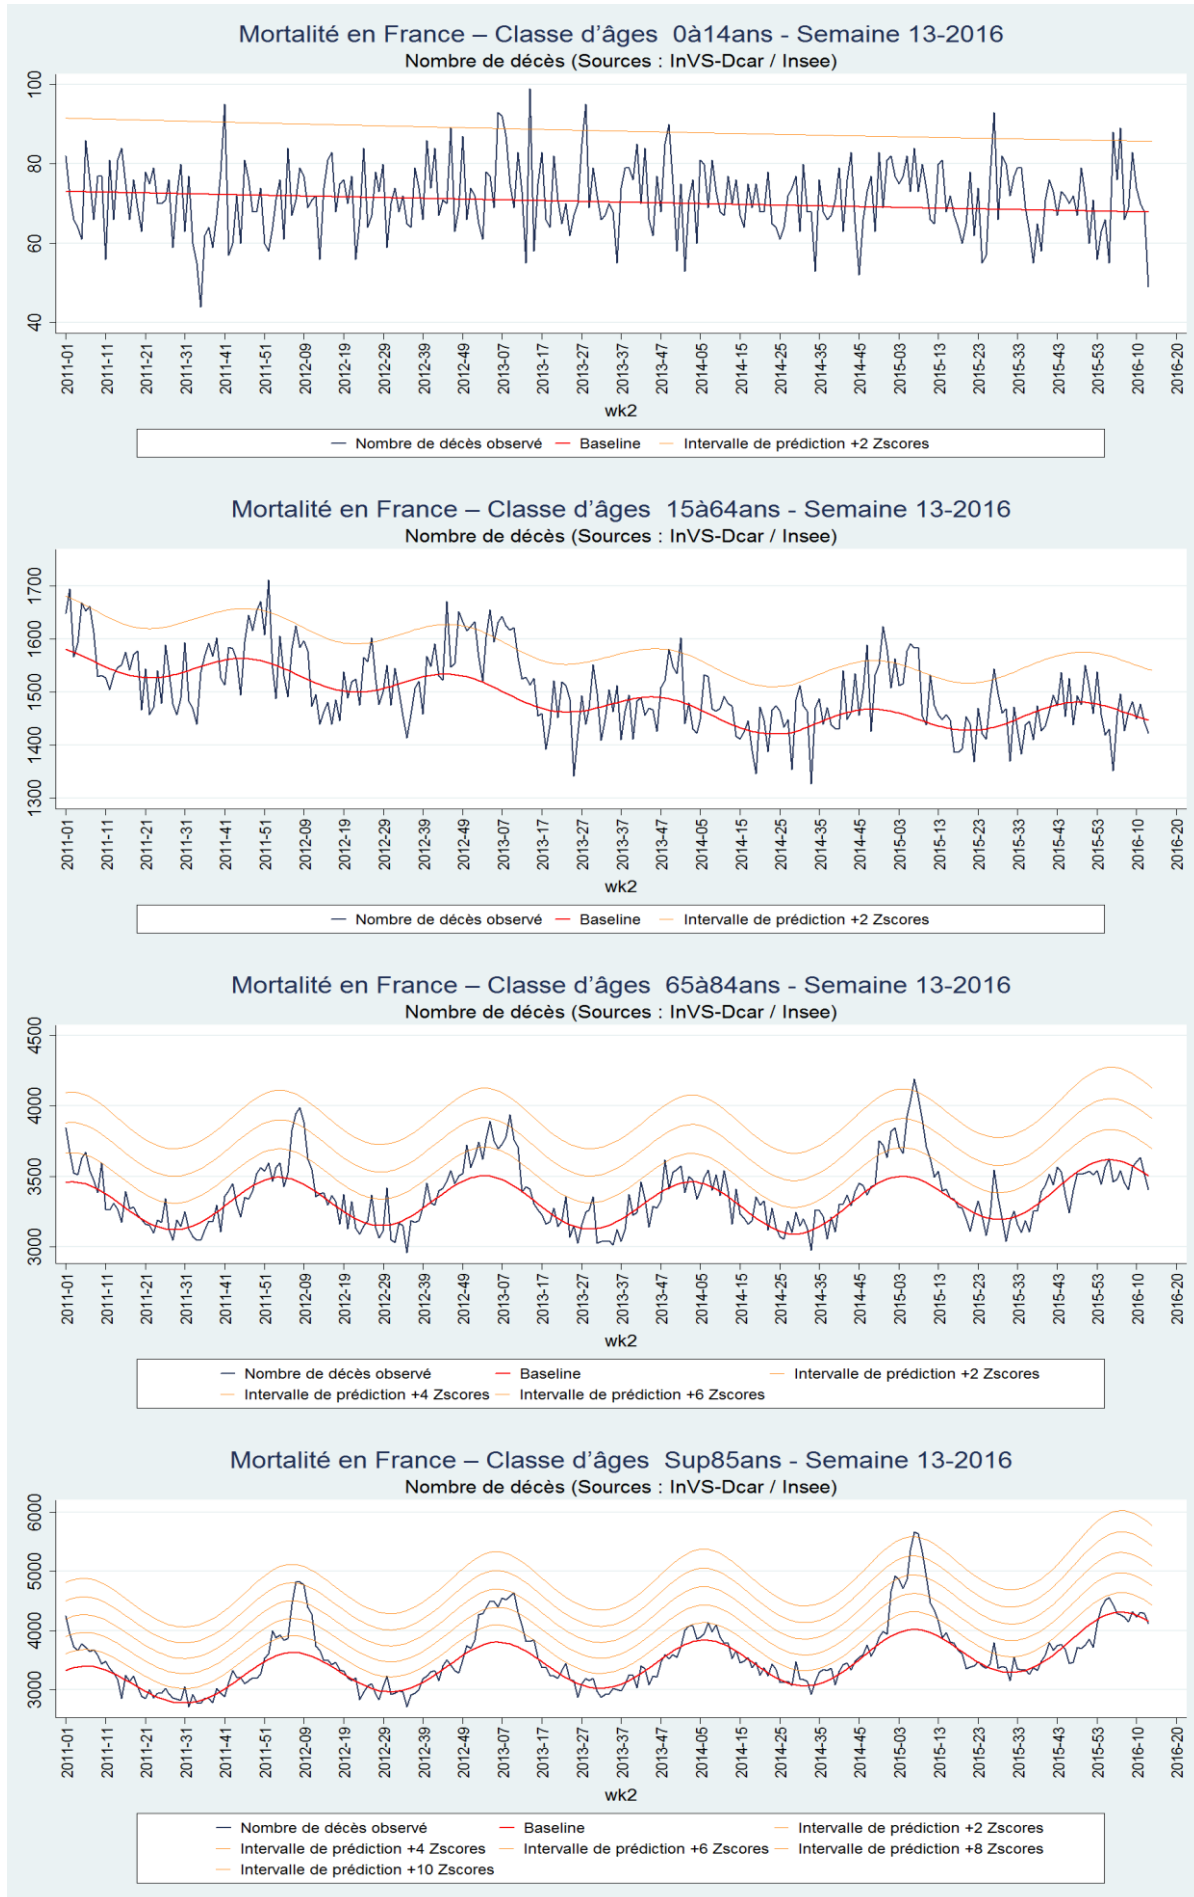 Mortalité en France – Classe d'âges  0à14ans - Semaine 13-2016
Nombre de décès (Sources : InVS-Dcar / Insee)
100
80
60
40
2011-01 2011-11 2011-21 2011-31 2011-41 2011-51 2012-09 2012-19 2012-29 2012-39 2012-49 2013-07 2013-17 2013-27 2013-37 2013-47 2014-05 2014-15 2014-25 2014-35 2014-45 2015-03 2015-13 2015-23 2015-33 2015-43 2015-53 2016-10 2016-20
wk2
Nombre de décès observé Baseline Intervalle de prédiction +2 Zscores
Mortalité en France – Classe d'âges  15à64ans - Semaine 13-2016
Nombre de décès (Sources : InVS-Dcar / Insee)
1700
1600
1500
1400
1300
2011-01 2011-11 2011-21 2011-31 2011-41 2011-51 2012-09 2012-19 2012-29 2012-39 2012-49 2013-07 2013-17 2013-27 2013-37 2013-47 2014-05 2014-15 2014-25 2014-35 2014-45 2015-03 2015-13 2015-23 2015-33 2015-43 2015-53 2016-10 2016-20
wk2
Nombre de décès observé Baseline Intervalle de prédiction +2 Zscores
Mortalité en France – Classe d'âges  65à84ans - Semaine 13-2016
Nombre de décès (Sources : InVS-Dcar / Insee)
4500
4000
3500
3000
2011-01 2011-11 2011-21 2011-31 2011-41 2011-51 2012-09 2012-19 2012-29 2012-39 2012-49 2013-07 2013-17 2013-27 2013-37 2013-47 2014-05 2014-15 2014-25 2014-35 2014-45 2015-03 2015-13 2015-23 2015-33 2015-43 2015-53 2016-10 2016-20
wk2
Nombre de décès observé Baseline Intervalle de prédiction +2 Zscores
Intervalle de prédiction +4 Zscores Intervalle de prédiction +6 Zscores
Mortalité en France – Classe d'âges  Sup85ans - Semaine 13-2016
Nombre de décès (Sources : InVS-Dcar / Insee)
6000
5000
4000
3000
2011-01 2011-11 2011-21 2011-31 2011-41 2011-51 2012-09 2012-19 2012-29 2012-39 2012-49 2013-07 2013-17 2013-27 2013-37 2013-47 2014-05 2014-15 2014-25 2014-35 2014-45 2015-03 2015-13 2015-23 2015-33 2015-43 2015-53 2016-10 2016-20
wk2
Nombre de décès observé Baseline Intervalle de prédiction +2 Zscores
Intervalle de prédiction +4 Zscores Intervalle de prédiction +6 Zscores Intervalle de prédiction +8 Zscores
Intervalle de prédiction +10 Zscores